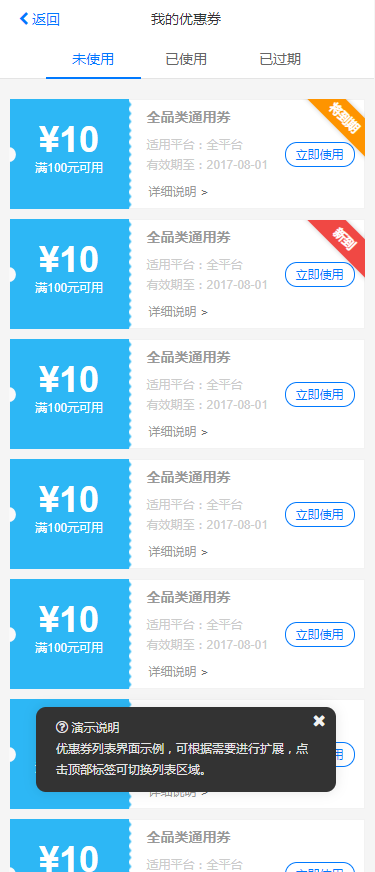 返回
我的优惠券
未使用
已使用
已过期
¥10
满100元可用
全品类通用券
适用平台：全平台
有效期至：2017-08-01
详细说明 >
立即使用
将到期
¥10
满100元可用
全品类通用券
适用平台：全平台
有效期至：2017-08-01
详细说明 >
立即使用
新到
¥10
满100元可用
全品类通用券
适用平台：全平台
有效期至：2017-08-01
详细说明 >
立即使用
¥10
满100元可用
全品类通用券
适用平台：全平台
有效期至：2017-08-01
详细说明 >
立即使用
¥10
满100元可用
全品类通用券
适用平台：全平台
有效期至：2017-08-01
详细说明 >
立即使用
演示说明
优惠券列表界面示例，可根据需要进行扩展，点
击顶部标签可切换列表区域。
详细说明 >
¥10
全品类通用券
适用平台：全平台
立即使用